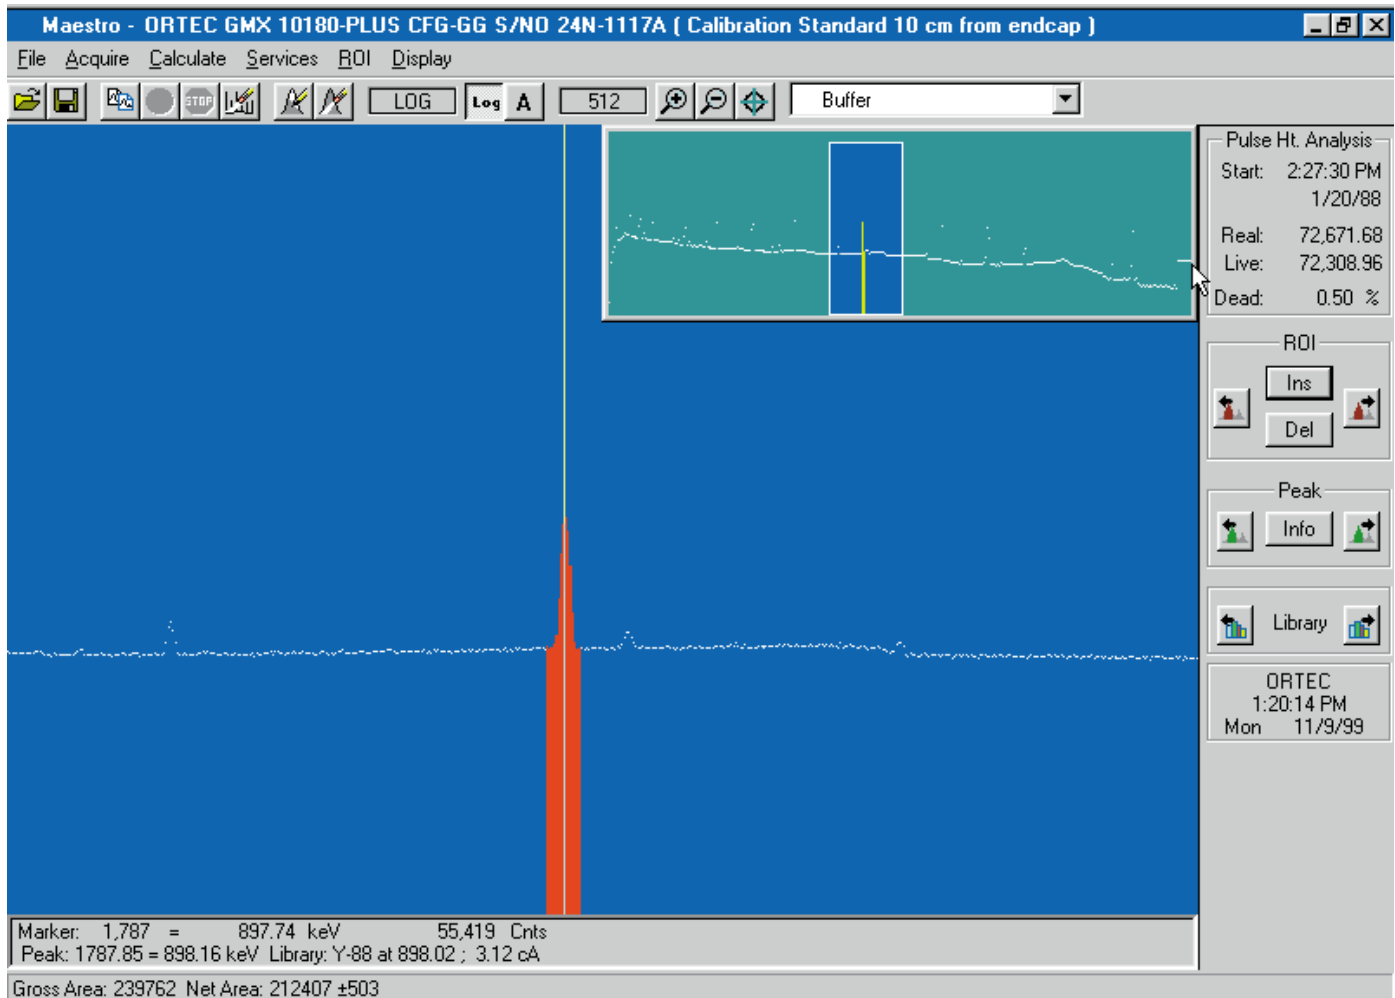 Maestro - ORTEC GMX 10180-PLUS CFG-GG S/NO 24N-1117A ( Calibration Standard 10 cm from endcap )
File Acquire Calculate Services ROI Display
STOP LOG Log A 512 Buffer
Pulse Ht. Analysis
Start: 2:27:30 PM
1/20/88
Real: 72,671.68
Live: 72,308.96
Dead: 0.50 %
ROI
Ins
Del
Peak
Info
Library
ORTEC
1:20:14 PM
Mon 11/9/99
Marker: 1,787 = 897.74 keV 55,419 Cnts
Peak: 1787.85 = 898.16 keV Library: Y-88 at 898.02 ; 3.12 cA
Gross Area: 239762 Net Area: 212407 ±503